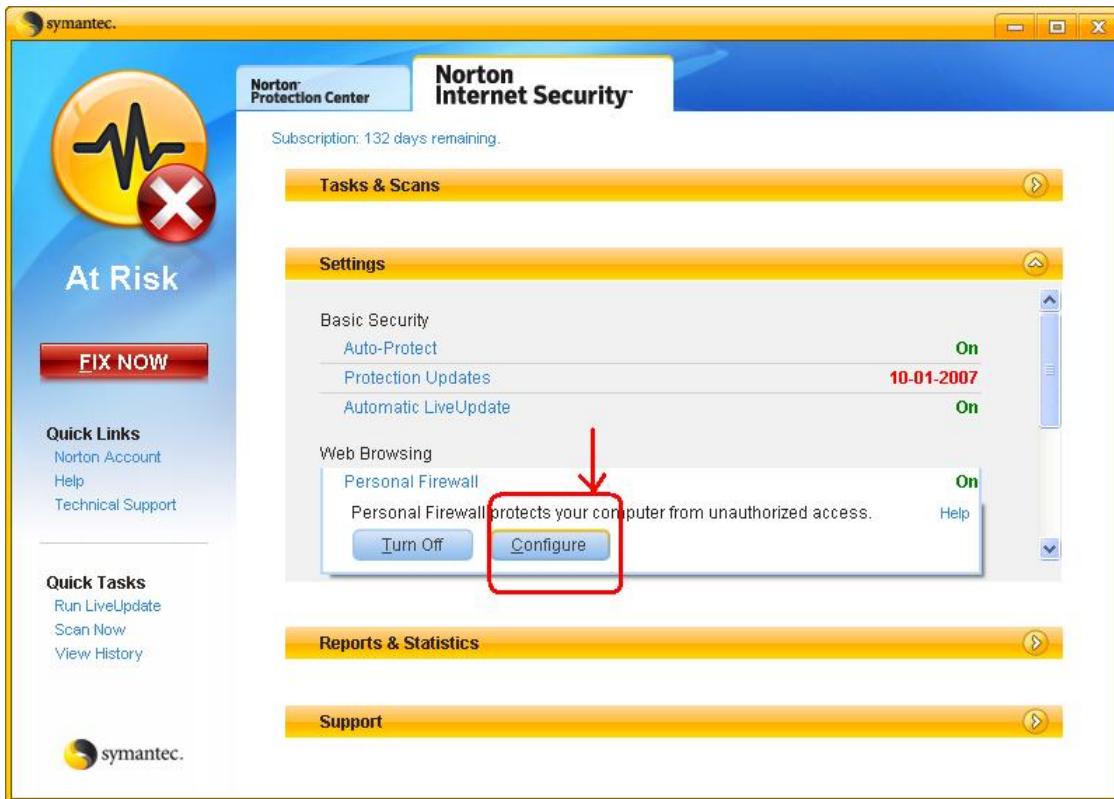 symantec.
Norton Protection Center
Norton Internet Security
Subscription: 132 days remaining.
Tasks & Scans
At Risk
FIX NOW
Quick Links
Norton Account
Help
Technical Support
Quick Tasks
Run LiveUpdate
Scan Now
View History
symantec.
Settings
Basic Security
Auto-Protect On
Protection Updates 10-01-2007
Automatic LiveUpdate On
Web Browsing
Personal Firewall On
Personal Firewall protects your computer from unauthorized access. Help
Turn Off Configure
Reports & Statistics
Support